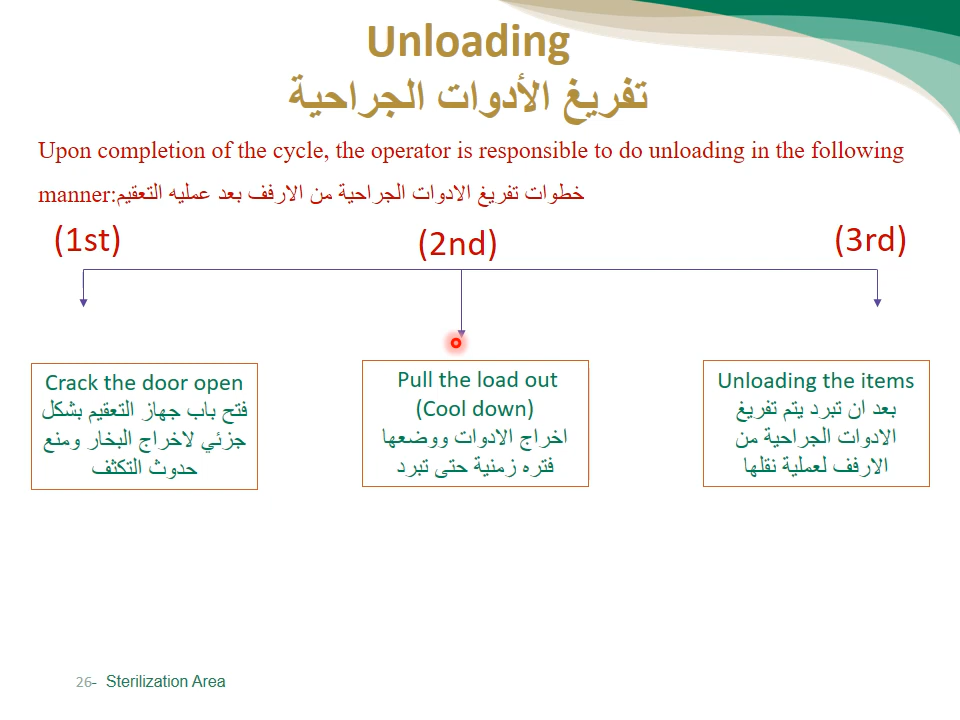 Unloading
تفريغ الأدوات الجراحية
Upon completion of the cycle, the operator is responsible to do unloading in the following
manner:خطوات تفريغ الادوات الجراحية من الارفف بعد عمليه التعقيم
(1st)
(2nd)
(3rd)
Crack the door open
فتح باب جهاز التعقيم بشكل
جزئي لاخراج البخار ومنع
حدوث التكثف
Pull the load out
(Cool down)
اخراج الادوات ووضعها
فتره زمنية حتى تبرد
Unloading the items
بعد ان تبرد يتم تفريغ
الادوات الجراحية من
الارفف لعملية نقلها
26- Sterilization Area